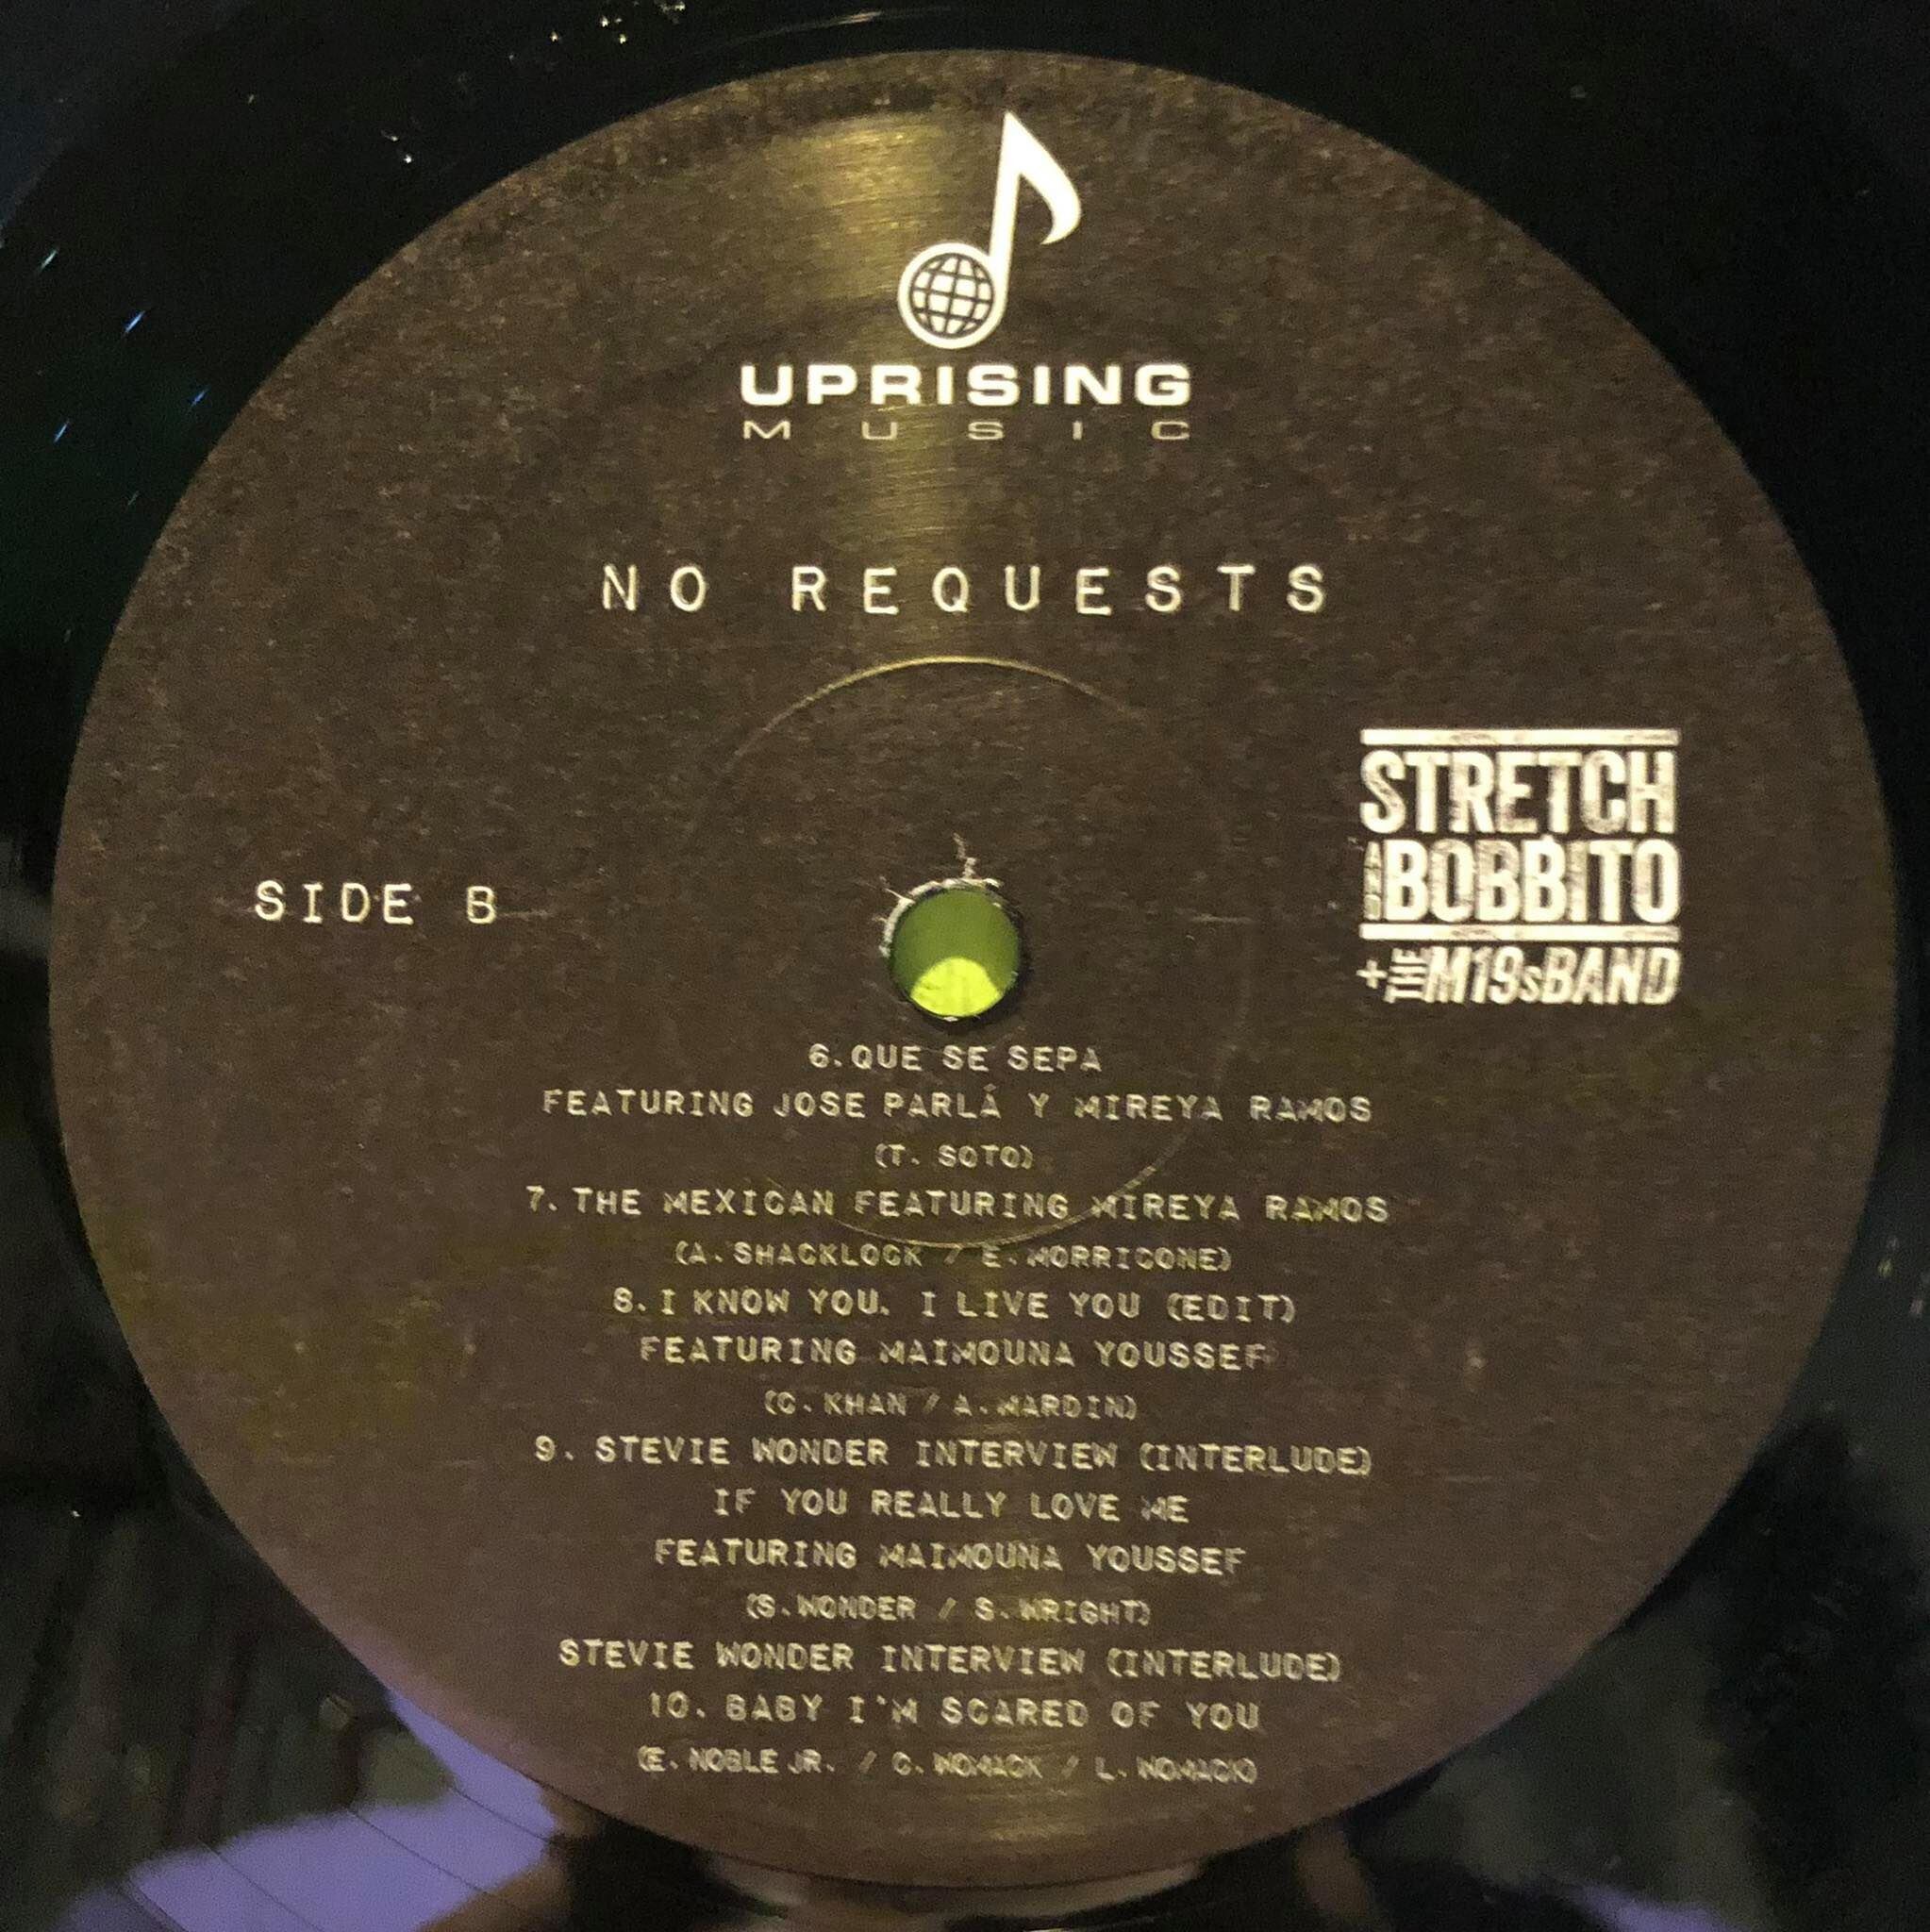 UPRISING
MUSIC
NO REQUESTS
STRETCH
AND BOBBITO
+THE M19sBAND
SIDE B
6.QUE SE SEPA
FEATURING JOSE PARLÁ Y MIREYA RAMOS
(T. SOTO)
7. THE MEXICAN FEATURING MIREYA RAMOS
(A. SHACKLOCK / E. MORRICONE)
8. I KNOW YOU. I LIVE YOU (EDIT)
FEATURING MAIMOUNA YOUSSEF
(C. KHAN / A. MARDIN)
9. STEVIE WONDER INTERVIEW (INTERLUDE)
IF YOU REALLY LOVE ME
FEATURING MAIMOUNA YOUSSEF
(S. WONDER / S. WRIGHT)
STEVIE WONDER INTERVIEW (INTERLUDE)
10. BABY I'M SCARED OF YOU
(E. NOBLE JR. / C. WOMACK / L. WOMACK)